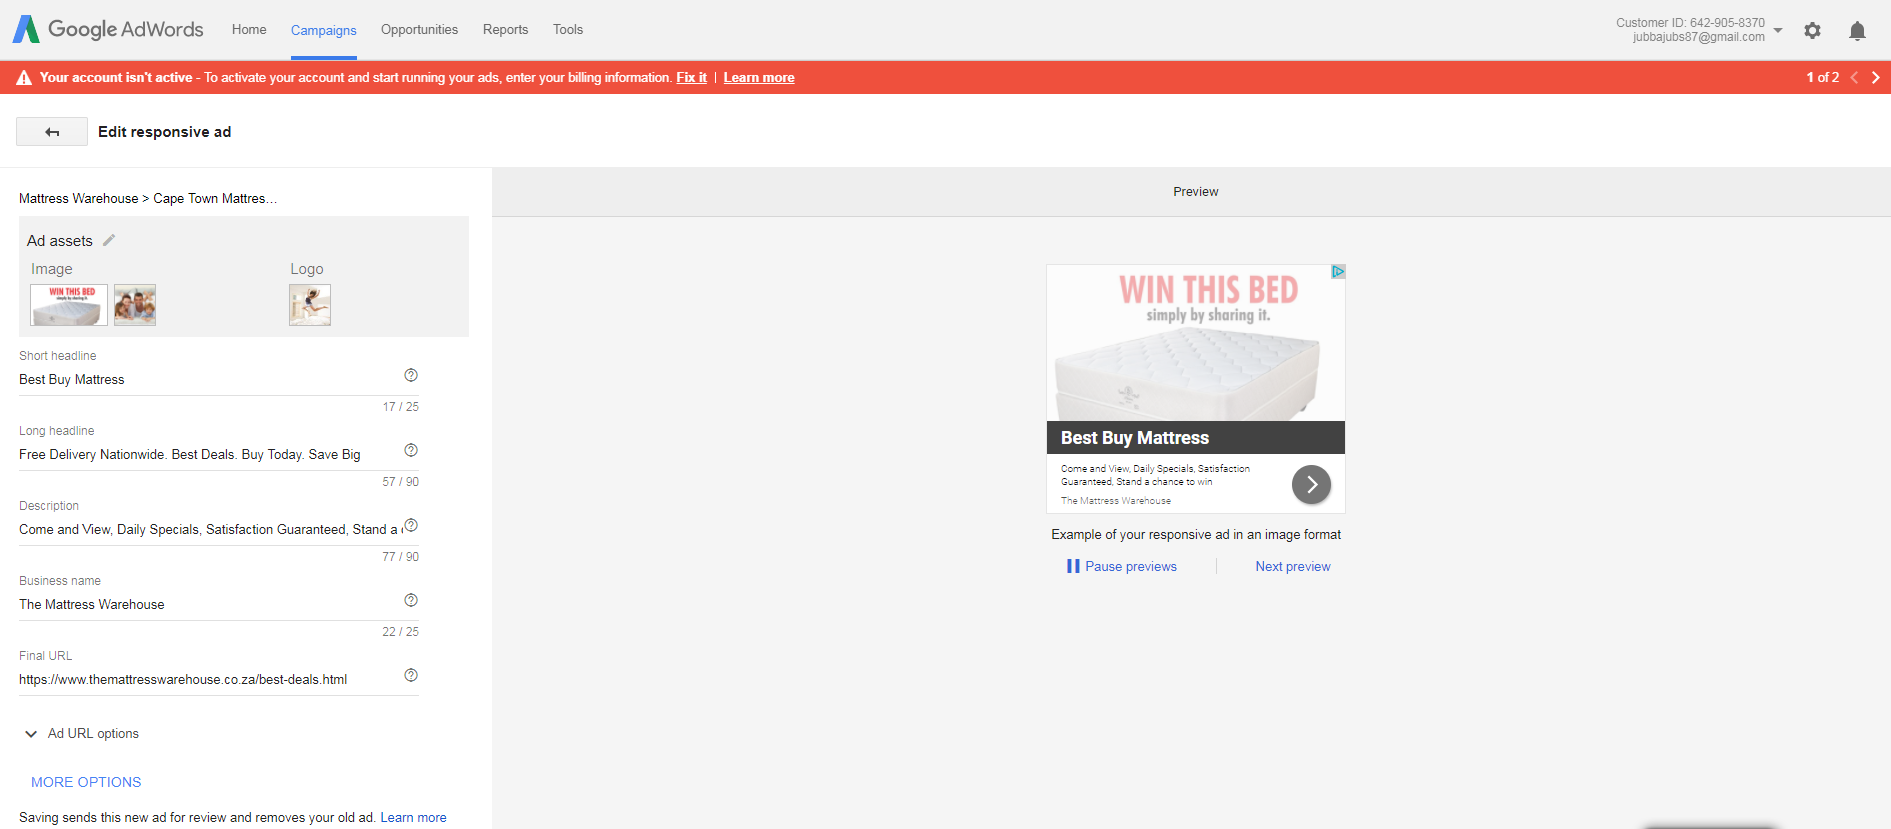 Google AdWords Home Campaigns Opportunities Reports Tools
Customer ID: 642-905-8370
jubbajubs87@gmail.com
Your account isn't active - To activate your account and start running your ads, enter your billing information. Fix it | Learn more
1 of 2
Edit responsive ad
Mattress Warehouse > Cape Town Mattres…
Ad assets
Image
Logo
WIN THIS BED
simply by sharing it.
Short headline
Best Buy Mattress
17 / 25
Long headline
Free Delivery Nationwide. Best Deals. Buy Today. Save Big
57 / 90
Description
Come and View, Daily Specials, Satisfaction Guaranteed, Stand a
77 / 90
Business name
The Mattress Warehouse
22 / 25
Final URL
https://www.themattresswarehouse.co.za/best-deals.html
Ad URL options
MORE OPTIONS
Saving sends this new ad for review and removes your old ad. Learn more
Preview
WIN THIS BED
simply by sharing it.
Best Buy Mattress
Come and View, Daily Specials, Satisfaction
Guaranteed, Stand a chance to win
The Mattress Warehouse
Example of your responsive ad in an image format
Pause previews
Next preview